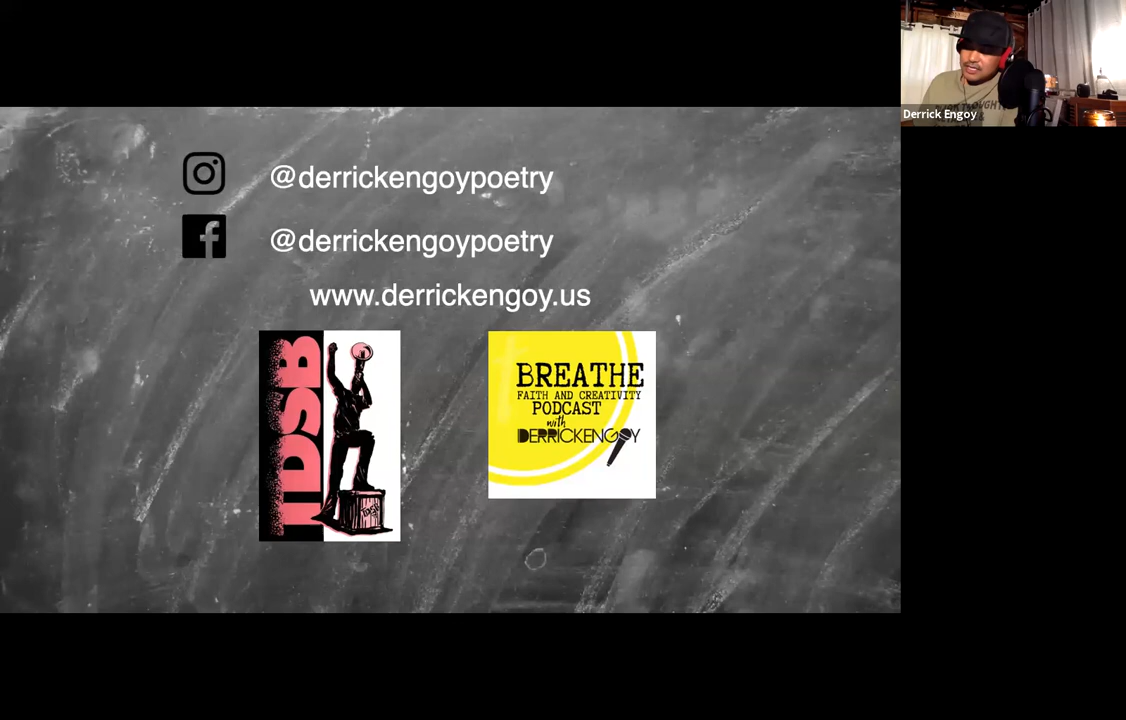 @derrickengoypoetry
@derrickengoypoetry
www.derrickengoy.us
TDSB
BREATHE
FAITH AND CREATIVITY
PODCAST
with
DERRICKENGOY
Derrick Engoy